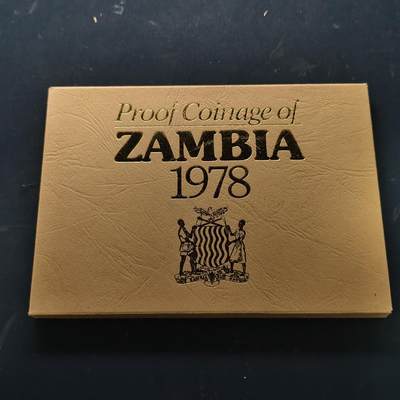 Proof Coinage of
ZAMBIA
1978